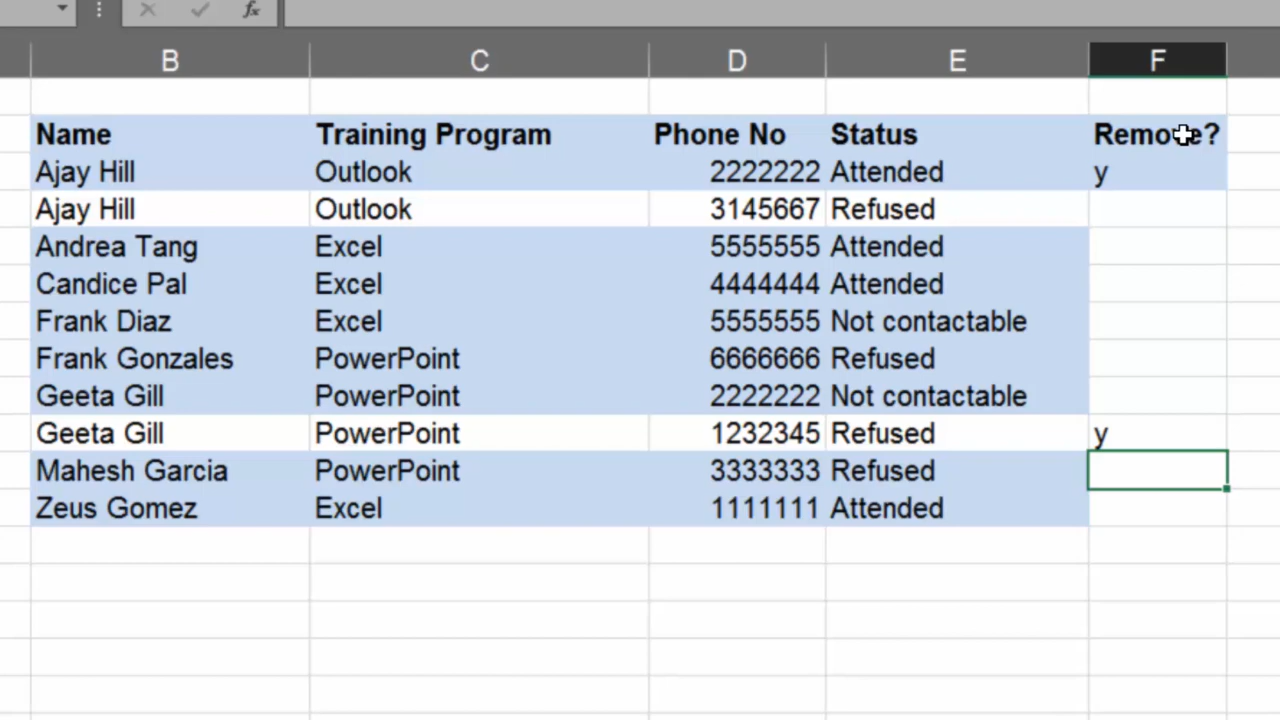 fx
B C D E F
Name Training Program Phone No Status Remove?
Ajay Hill Outlook 2222222 Attended y
Ajay Hill Outlook 3145667 Refused
Andrea Tang Excel 5555555 Attended
Candice Pal Excel 4444444 Attended
Frank Diaz Excel 5555555 Not contactable
Frank Gonzales PowerPoint 6666666 Refused
Geeta Gill PowerPoint 2222222 Not contactable
Geeta Gill PowerPoint 1232345 Refused y
Mahesh Garcia PowerPoint 3333333 Refused
Zeus Gomez Excel 1111111 Attended